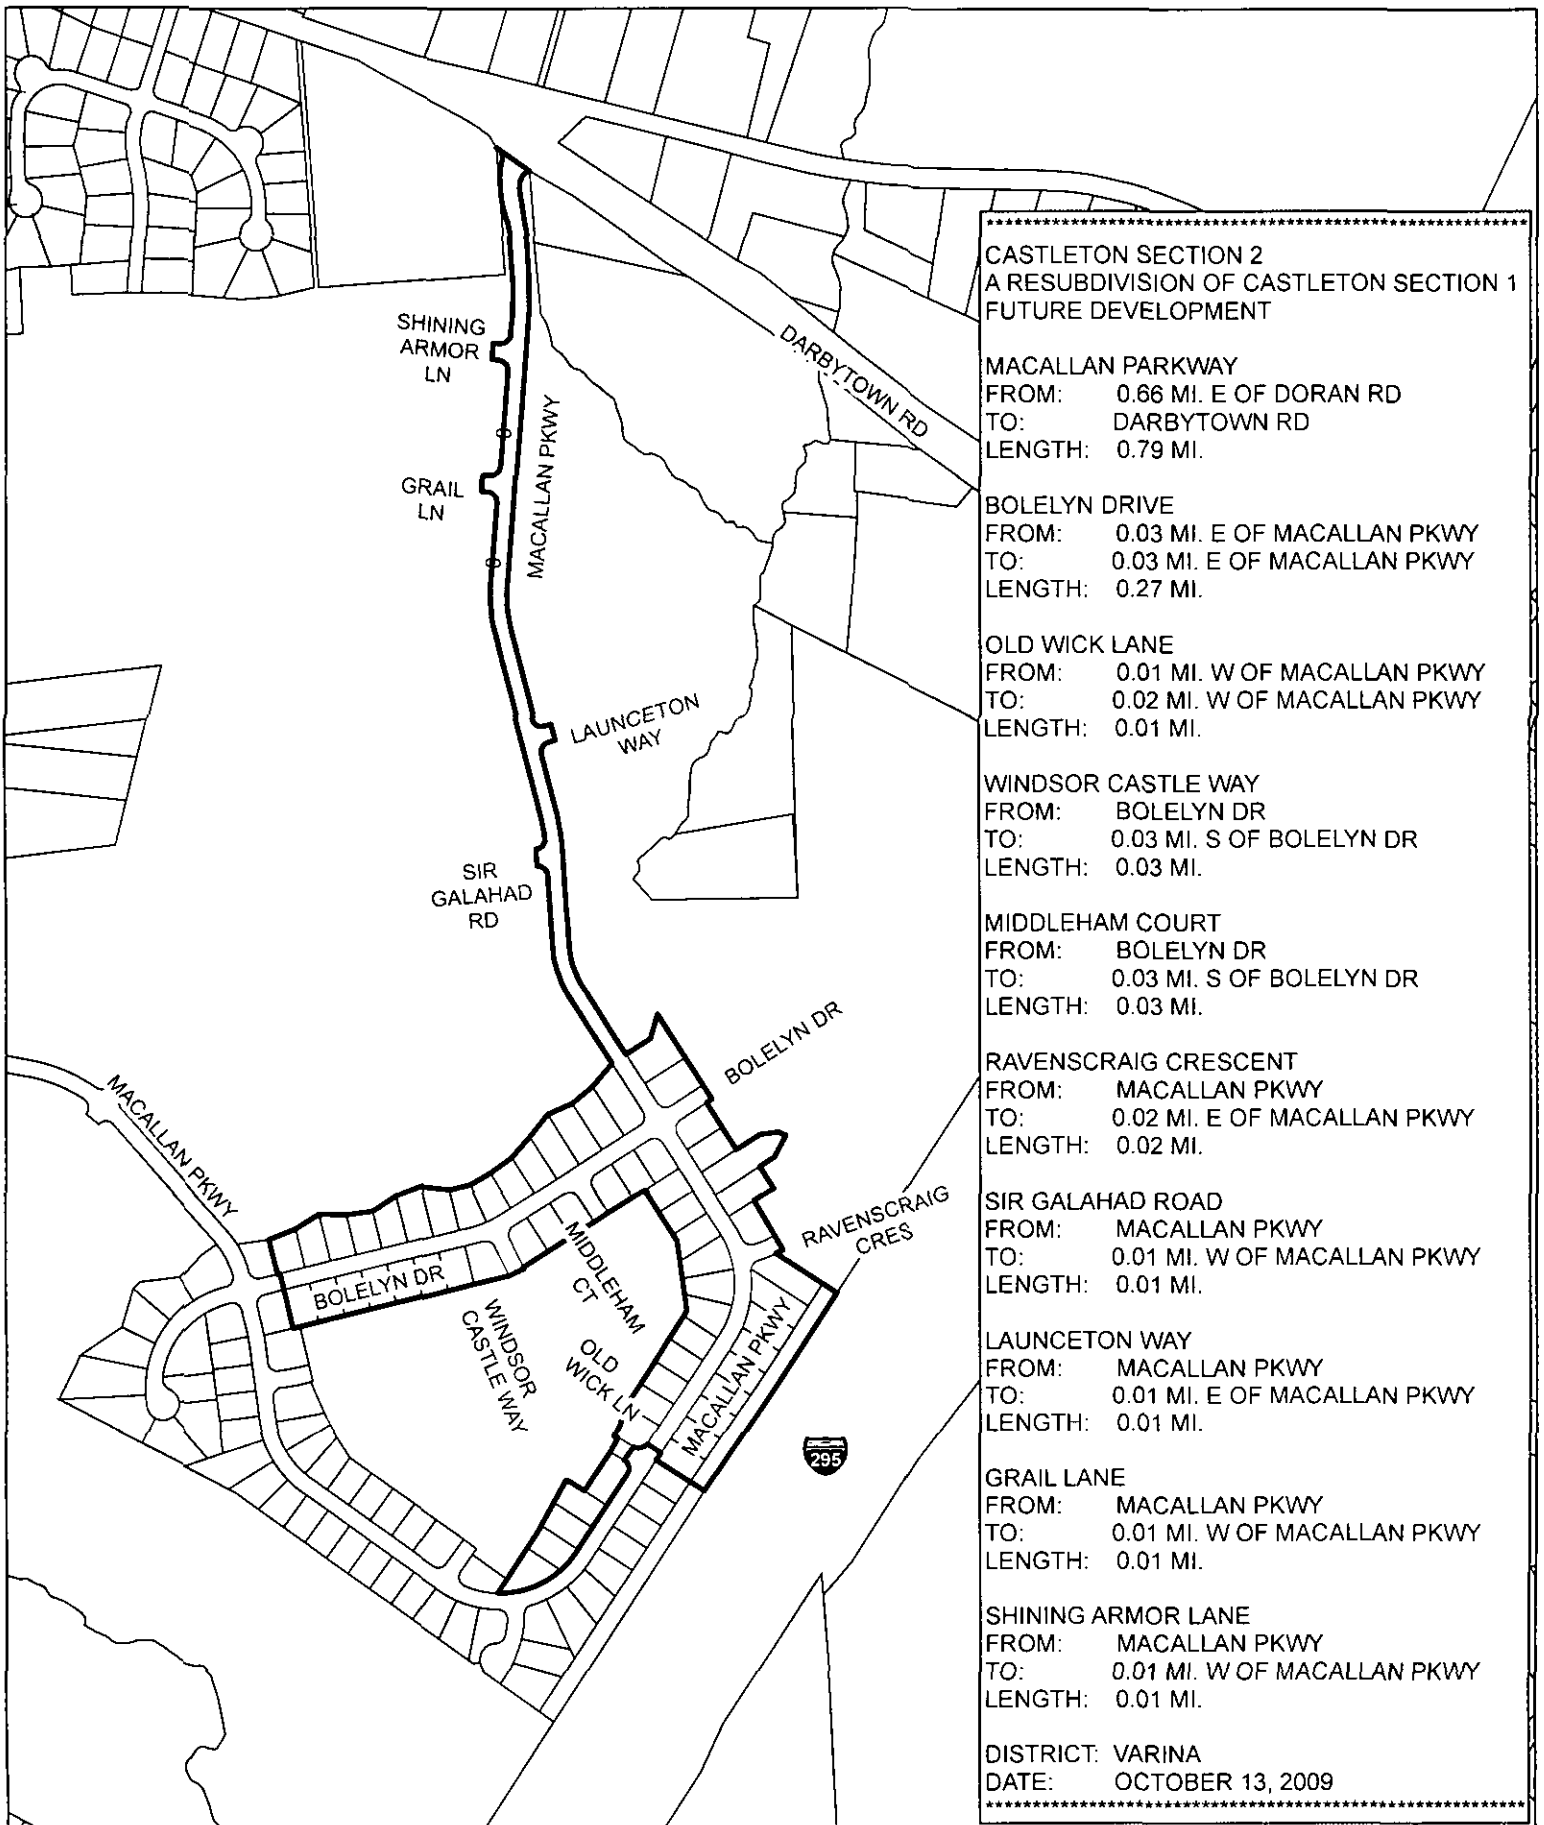 SHINING
ARMOR
LN
MACALLAN PKWY
GRAIL
LN
DARBYTOWN RD
LAUNCETON
WAY
SIR
GALAHAD
RD
BOLELYN DR
MACALLAN PKWY
RAVENSCRAIG
CRES
BOLELYN DR
MIDDLEHAM
CT
WINDSOR
CASTLE WAY
OLD
WICK LN
MACALLAN PKWY
295
************************************************************
CASTLETON SECTION 2
A RESUBDIVISION OF CASTLETON SECTION 1
FUTURE DEVELOPMENT
MACALLAN PARKWAY
FROM: 0.66 MI. E OF DORAN RD
TO: DARBYTOWN RD
LENGTH: 0.79 MI.
BOLELYN DRIVE
FROM: 0.03 MI. E OF MACALLAN PKWY
TO: 0.03 MI. E OF MACALLAN PKWY
LENGTH: 0.27 MI.
OLD WICK LANE
FROM: 0.01 MI. W OF MACALLAN PKWY
TO: 0.02 MI. W OF MACALLAN PKWY
LENGTH: 0.01 MI.
WINDSOR CASTLE WAY
FROM: BOLELYN DR
TO: 0.03 MI. S OF BOLELYN DR
LENGTH: 0.03 MI.
MIDDLEHAM COURT
FROM: BOLELYN DR
TO: 0.03 MI. S OF BOLELYN DR
LENGTH: 0.03 MI.
RAVENSCRAIG CRESCENT
FROM: MACALLAN PKWY
TO: 0.02 MI. E OF MACALLAN PKWY
LENGTH: 0.02 MI.
SIR GALAHAD ROAD
FROM: MACALLAN PKWY
TO: 0.01 MI. W OF MACALLAN PKWY
LENGTH: 0.01 MI.
LAUNCETON WAY
FROM: MACALLAN PKWY
TO: 0.01 MI. E OF MACALLAN PKWY
LENGTH: 0.01 MI.
GRAIL LANE
FROM: MACALLAN PKWY
TO: 0.01 MI. W OF MACALLAN PKWY
LENGTH: 0.01 MI.
SHINING ARMOR LANE
FROM: MACALLAN PKWY
TO: 0.01 MI. W OF MACALLAN PKWY
LENGTH: 0.01 MI.
DISTRICT: VARINA
DATE: OCTOBER 13, 2009
************************************************************